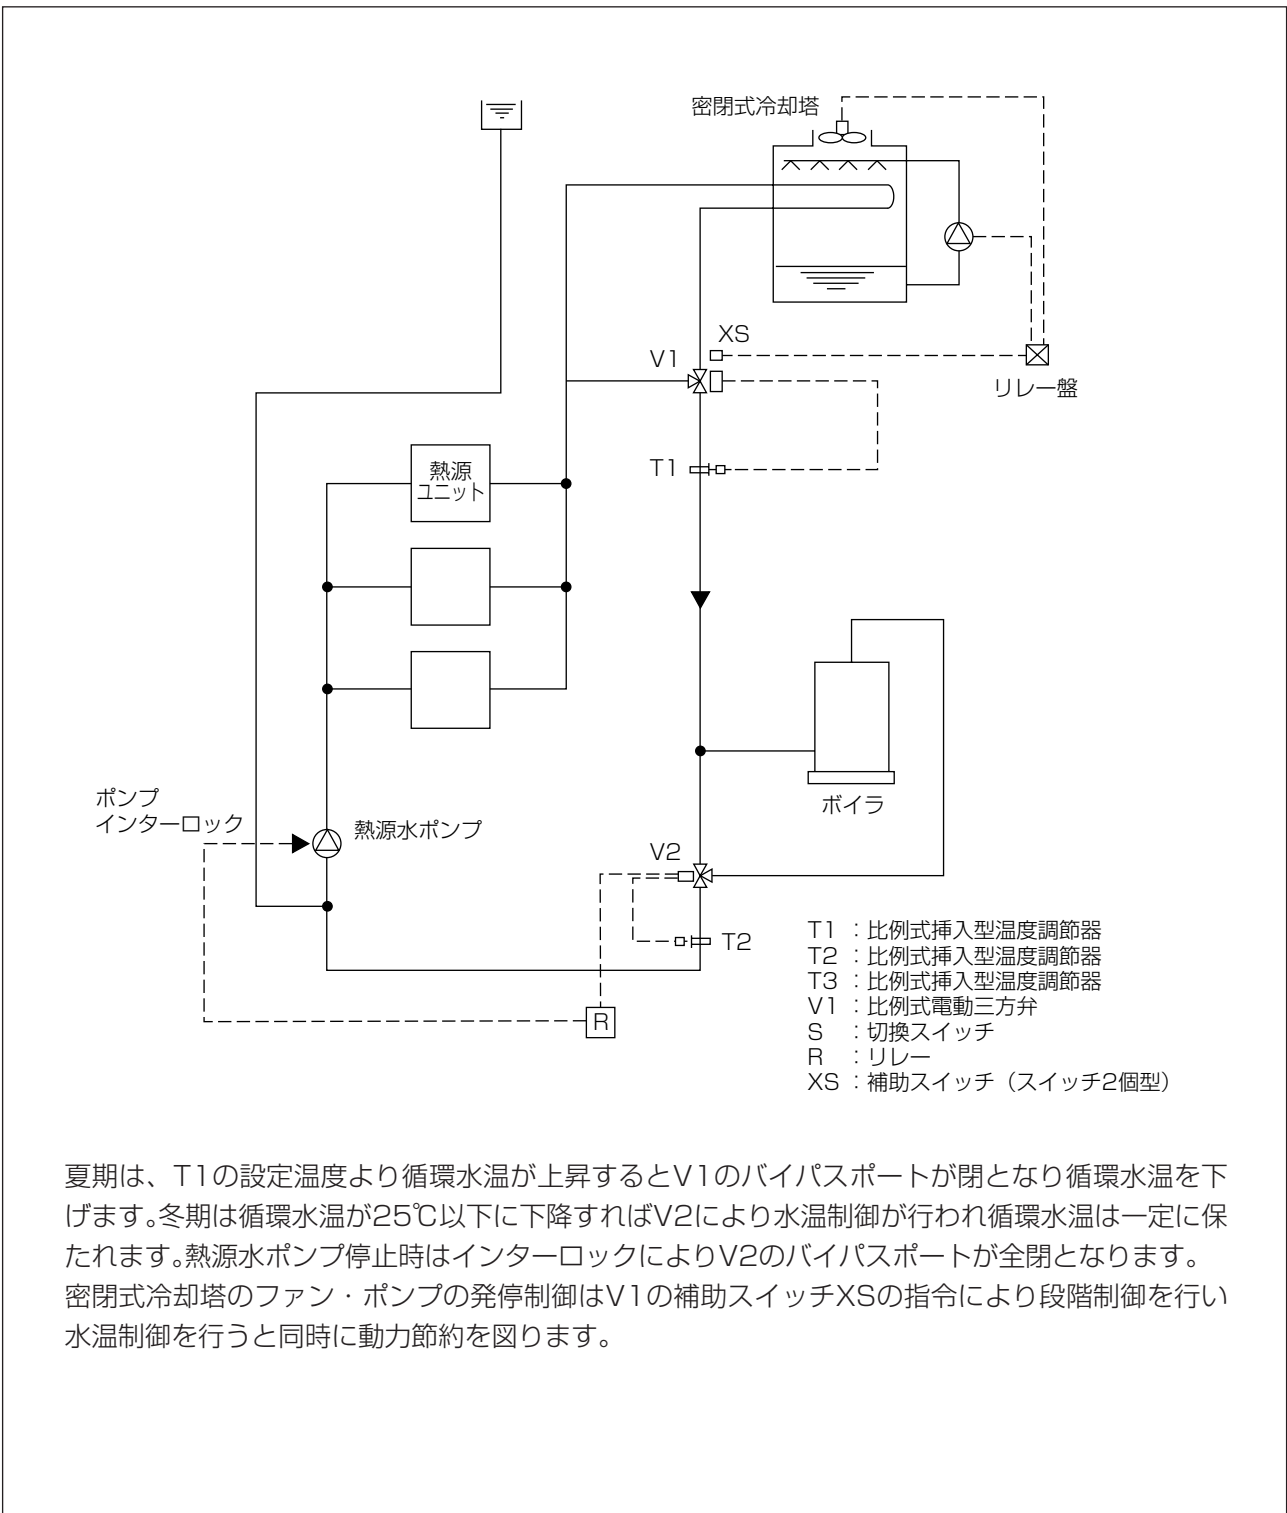 密閉式冷却塔
XS
V1
リレー盤
T1
熱源
ユニット
ボイラ
ポンプ
インターロック
熱源水ポンプ
V2
T2
R
T1 :比例式挿入型温度調節器
T2 :比例式挿入型温度調節器
T3 :比例式挿入型温度調節器
V1 :比例式電動三方弁
S :切換スイッチ
R :リレー
XS :補助スイッチ(スイッチ2個型)
夏期は、T1の設定温度より循環水温が上昇するとV1のバイパスポートが閉となり循環水温を下
げます。冬期は循環水温が25℃以下に下降すればV2により水温制御が行われ循環水温は一定に保
たれます。熱源水ポンプ停止時はインターロックによりV2のバイパスポートが全閉となります。
密閉式冷却塔のファン・ポンプの発停制御はV1の補助スイッチXSの指令により段階制御を行い
水温制御を行うと同時に動力節約を図ります。